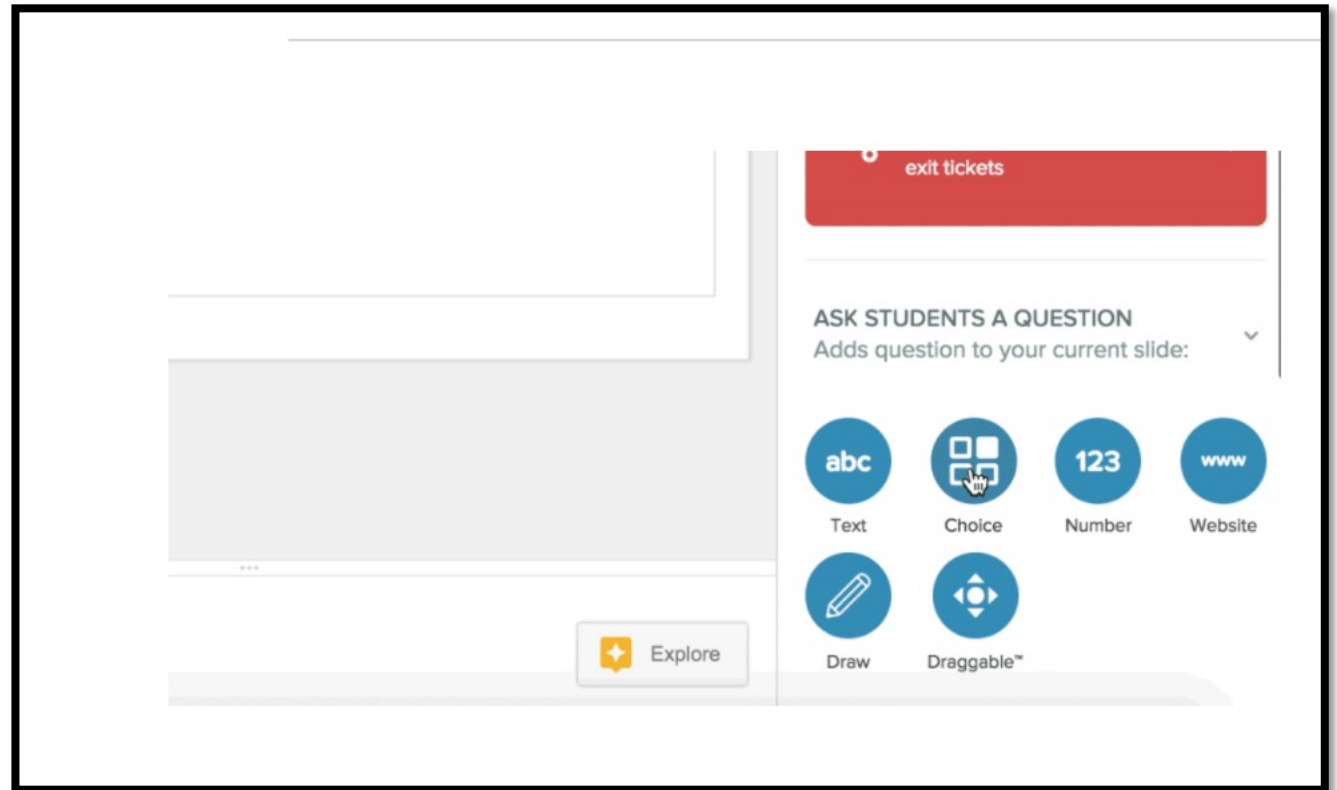 exit tickets
ASK STUDENTS A QUESTION
Adds question to your current slide:
abc
123
www
Text
Choice
Number
Website
Explore
Draw
Draggable™